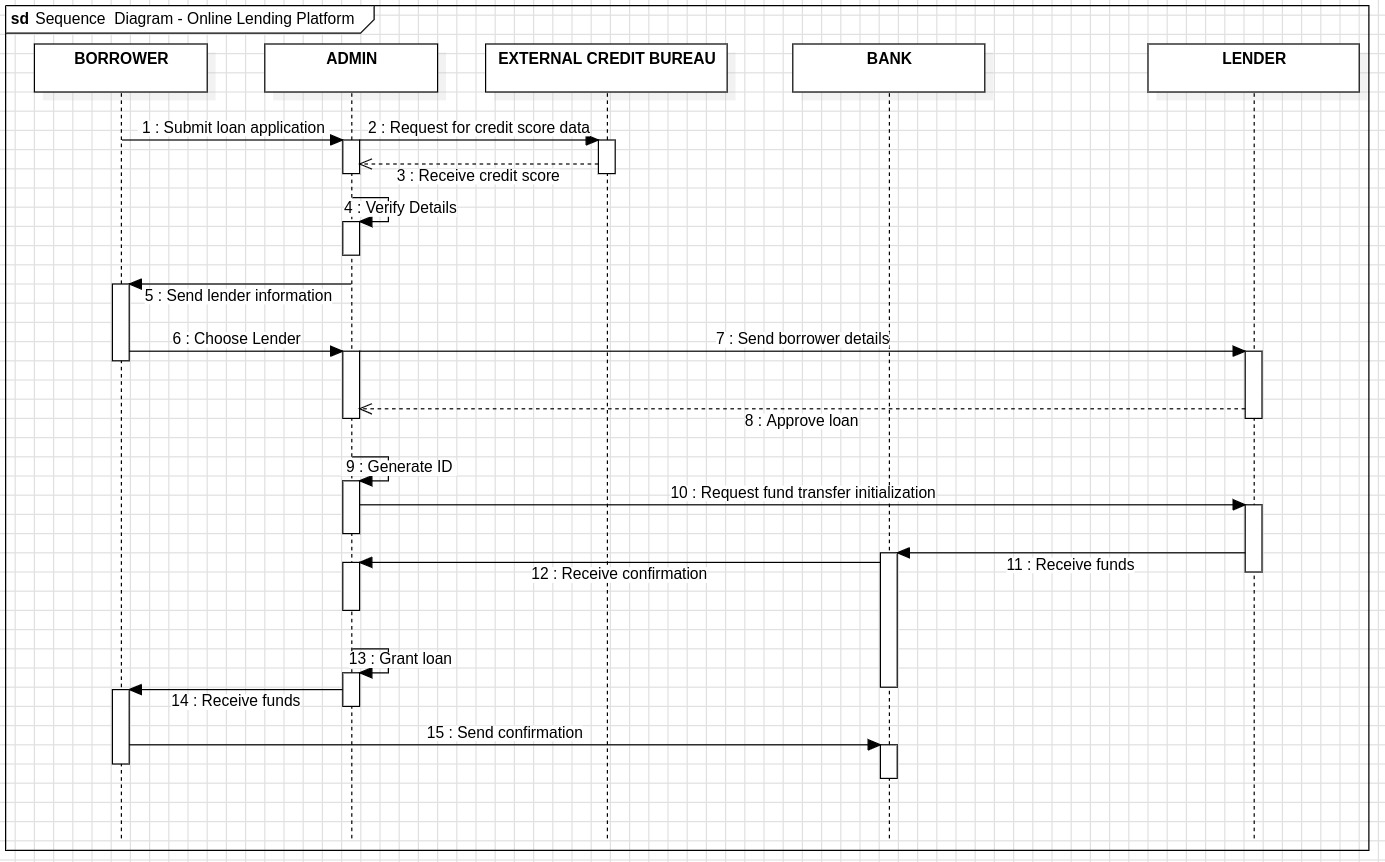 sd Sequence  Diagram - Online Lending Platform
BORROWER
ADMIN
EXTERNAL CREDIT BUREAU
BANK
LENDER
1 : Submit loan application
2 : Request for credit score data
3 : Receive credit score
4 : Verify Details
5 : Send lender information
6 : Choose Lender
7 : Send borrower details
8 : Approve loan
9 : Generate ID
10 : Request fund transfer initialization
11 : Receive funds
12 : Receive confirmation
13 : Grant loan
14 : Receive funds
15 : Send confirmation